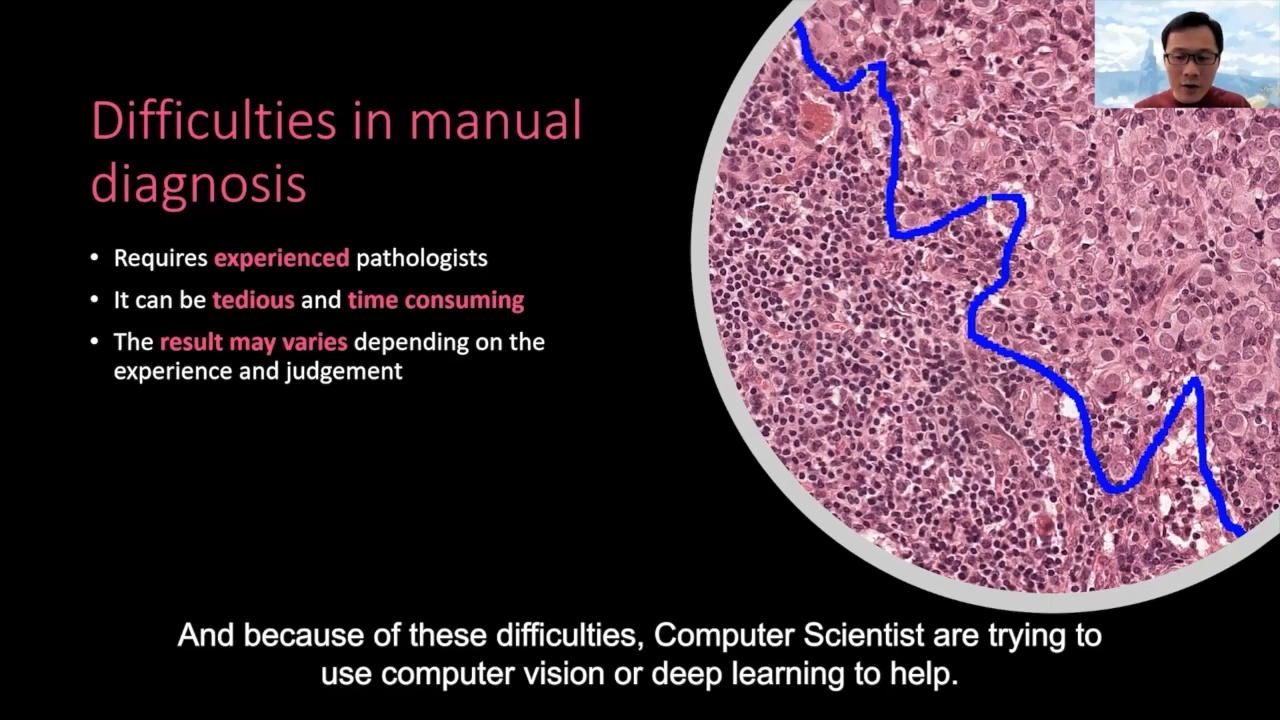 Difficulties in manual
diagnosis
• Requires experienced pathologists
• It can be tedious and time consuming
• The result may varies depending on the
experience and judgement
And because of these difficulties, Computer Scientist are trying to
use computer vision or deep learning to help.